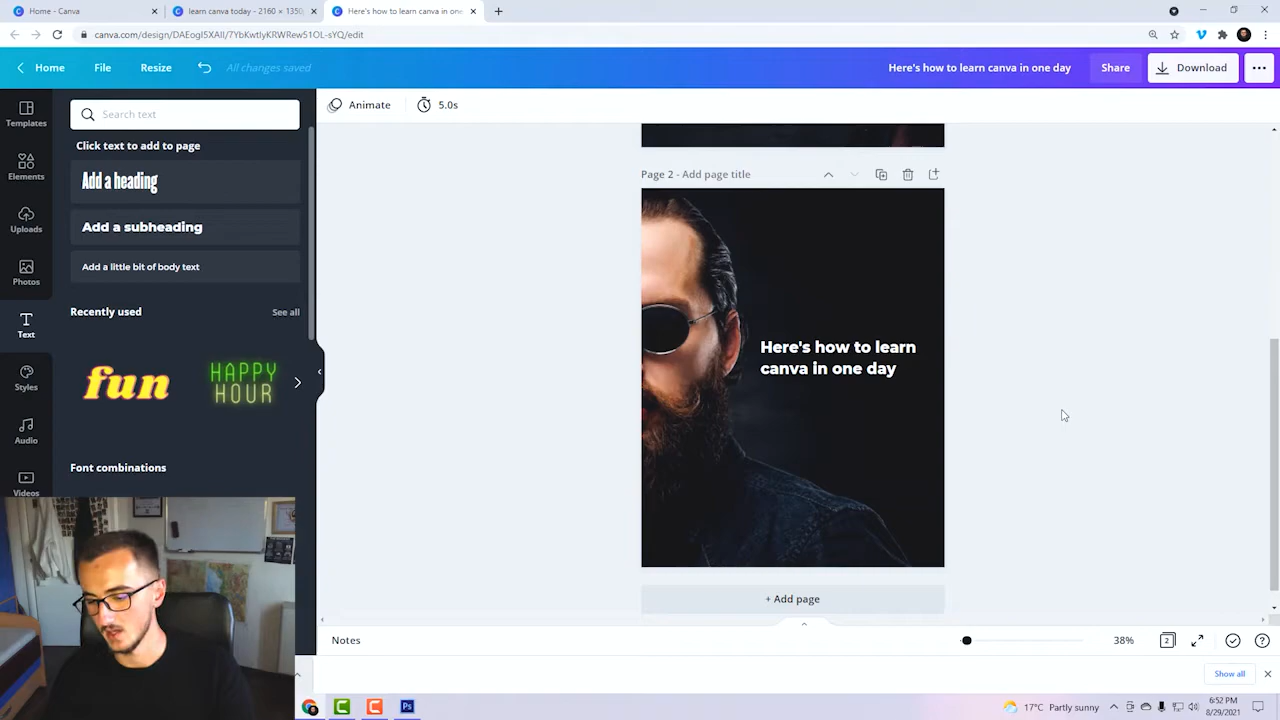 Home - Canva
learn canva today - 2160 × 1350
Here's how to learn canva in one
canva.com/design/DAEogI5XAlI/7YbKwtlyKRWRew51OL-sYQ/edit
Home
File
Resize
All changes saved
Here's how to learn canva in one day
Share
Download
Templates
Search text
Animate
5.0s
Click text to add to page
Elements
Add a heading
Page 2 - Add page title
Uploads
Add a subheading
Photos
Add a little bit of body text
Text
Recently used
See all
fun
HAPPY
HOUR
Here's how to learn
canva in one day
Styles
Audio
Font combinations
Videos
+ Add page
Notes
38%
2
Show all
17°C Partly sunny
6:52 PM
8/29/2021